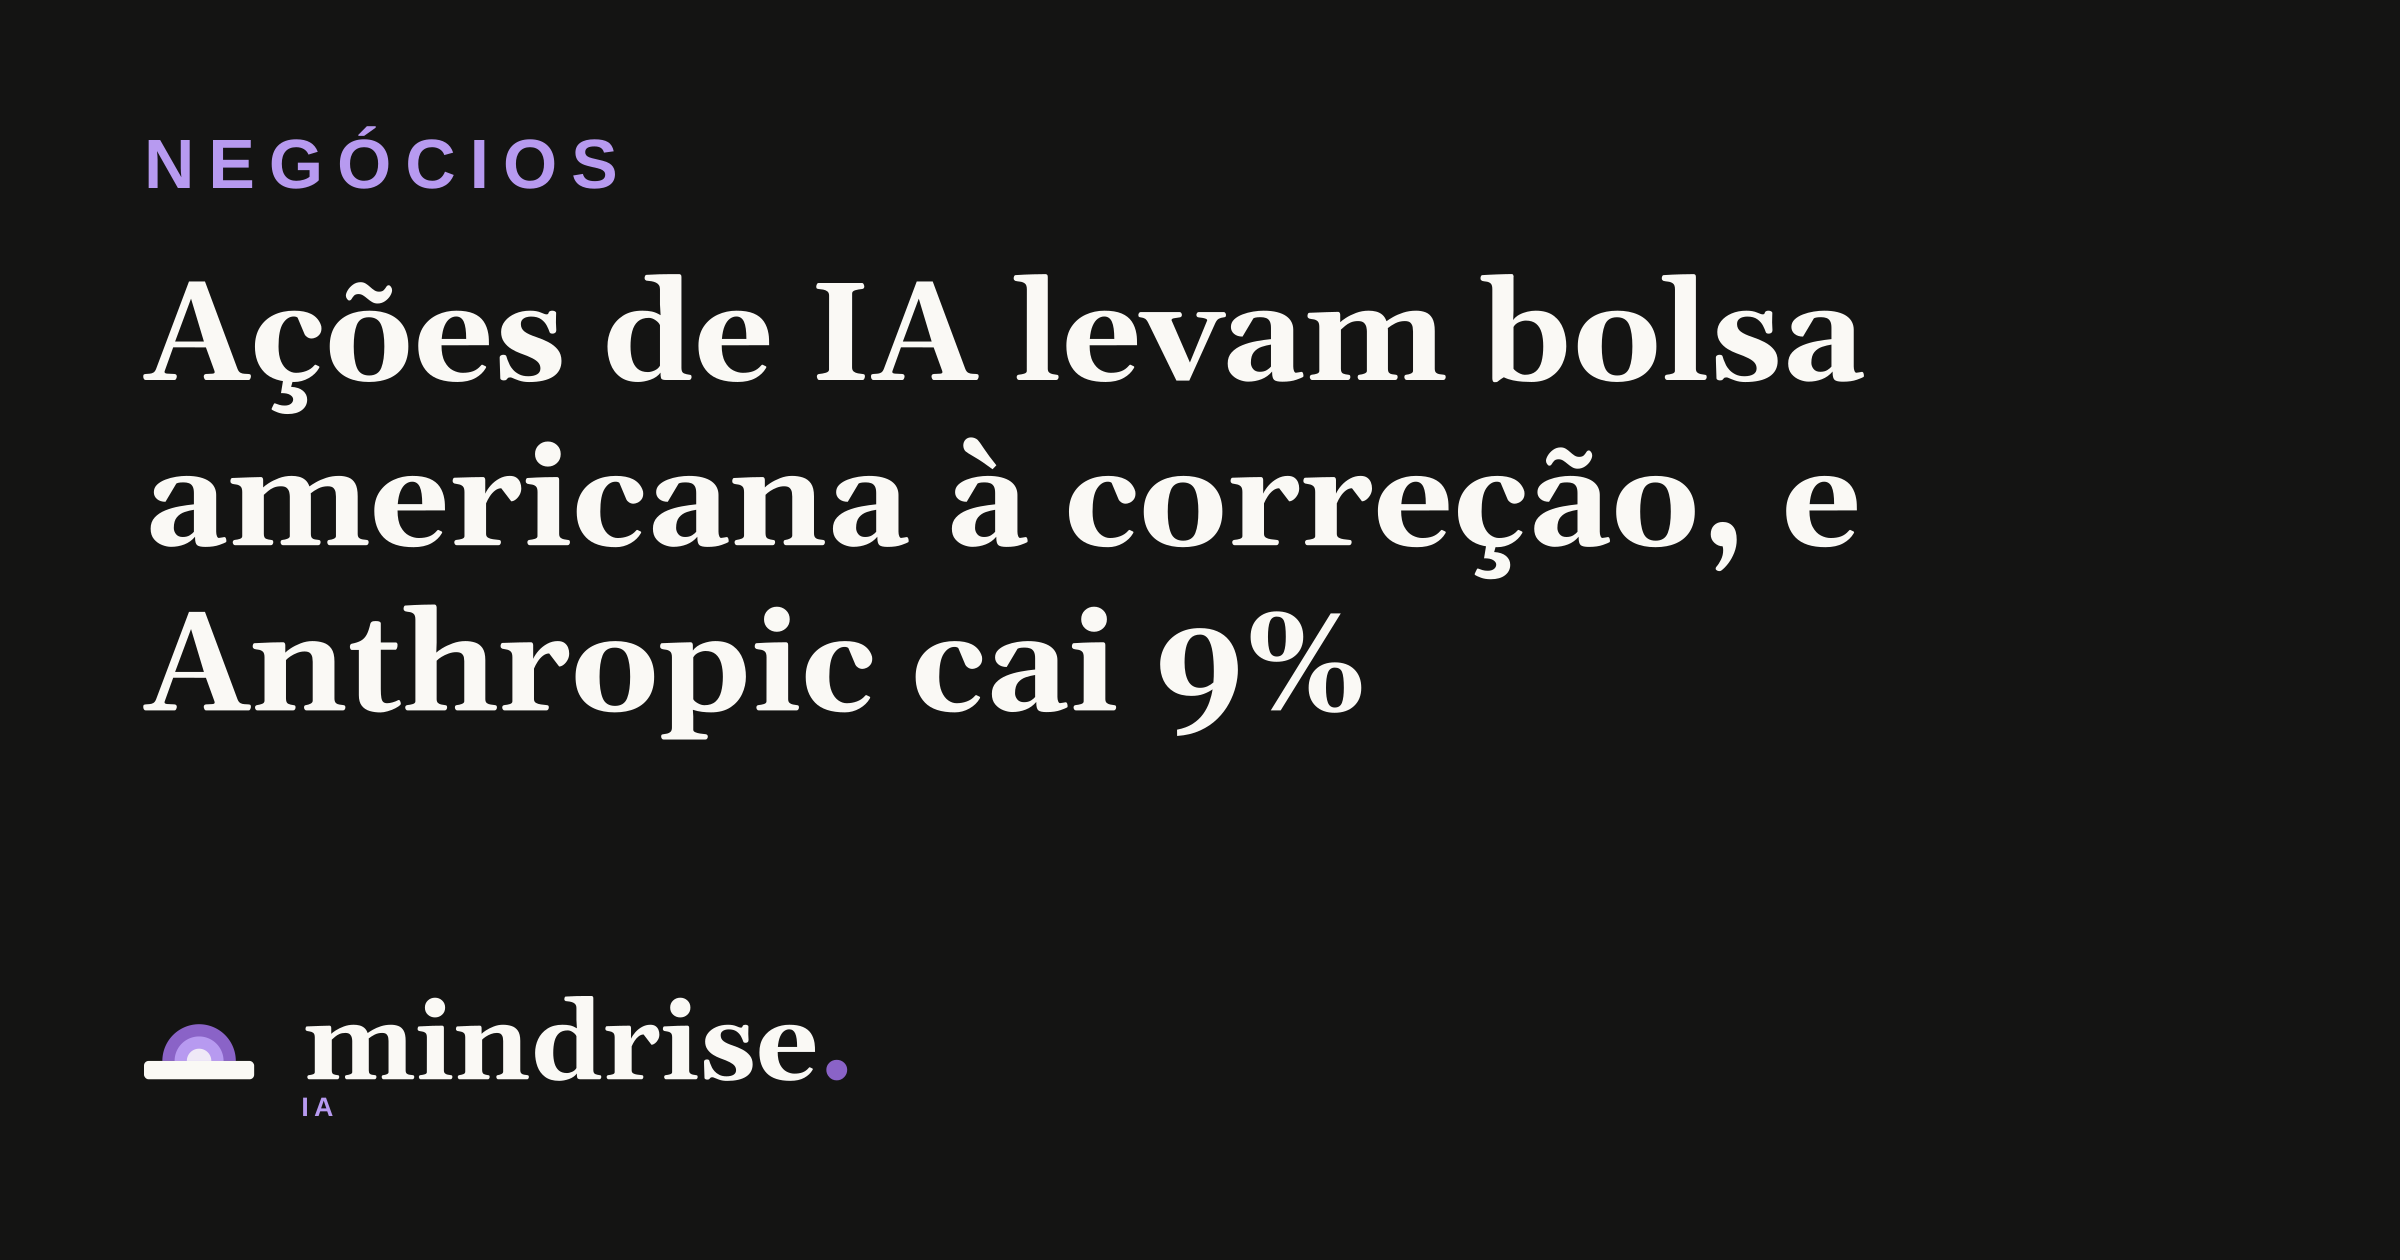 NEGÓCIOS
Ações de IA levam bolsa
americana à correção, e
Anthropic cai 9%
mindrise.
IA